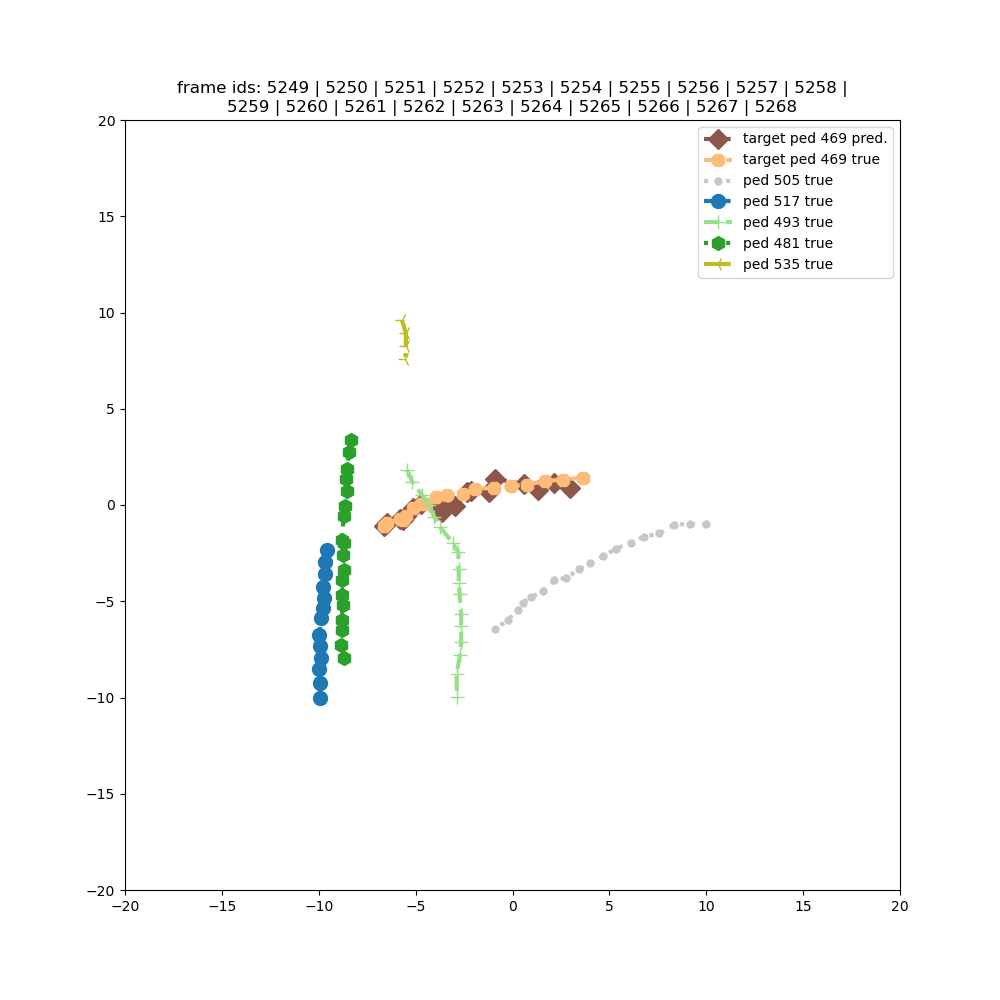 frame ids: 5249 | 5250 | 5251 | 5252 | 5253 | 5254 | 5255 | 5256 | 5257 | 5258 |
5259 | 5260 | 5261 | 5262 | 5263 | 5264 | 5265 | 5266 | 5267 | 5268
target ped 469 pred.
target ped 469 true
ped 505 true
ped 517 true
ped 493 true
ped 481 true
ped 535 true
20
15
10
5
0
−5
−10
−15
−20
−20 −15 −10 −5 0 5 10 15 20